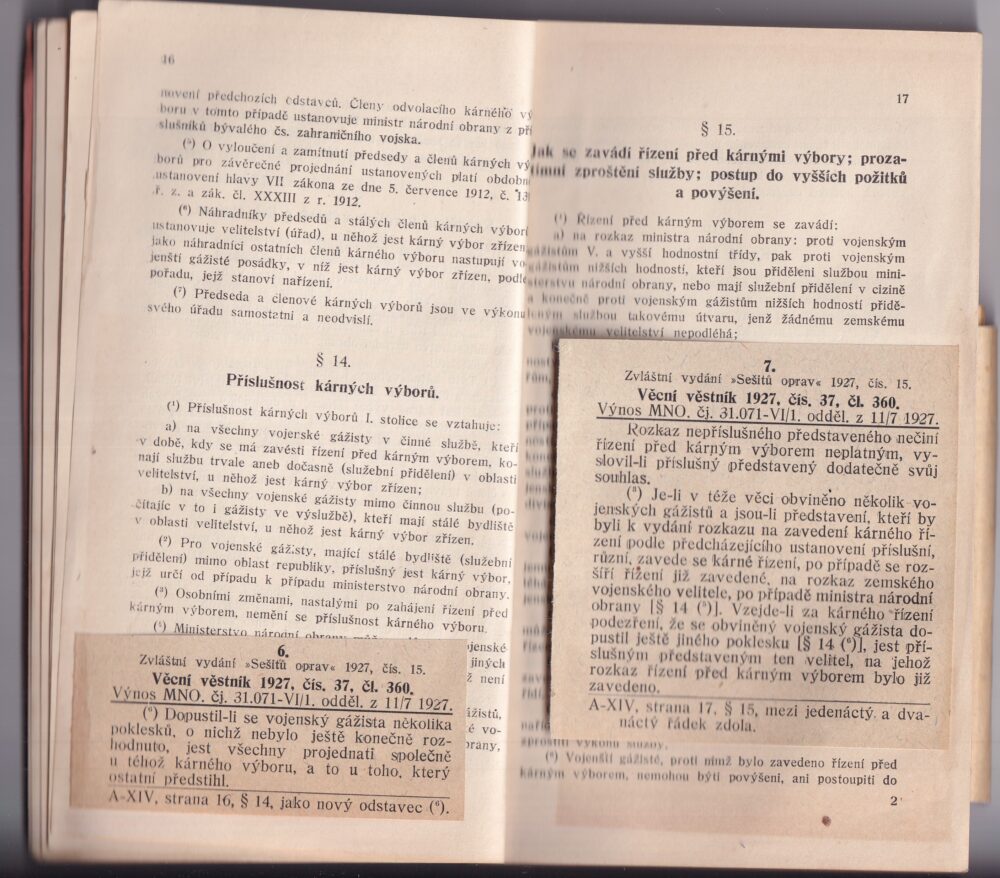 16
novení předchozích odstavců. Členy odvolacího kárného vý
boru v tomto případě ustanovuje ministr národní obrany z pří
slušníků bývalého čs. zahraničního vojska.
(⁵) O vyloučení a zamítnutí předsedy a členů kárných vý
borů pro závěrečné projednání ustanovených platí obdobn
ustanovení hlavy VII zákona ze dne 5. července 1912, č. 13
ř. z. a zák. čl. XXXIII z r. 1912.
(⁶) Náhradníky předsedů a stálých členů kárných výbor
ustanovuje velitelství (úřad), u něhož jest kárný výbor zřízen
jako náhradníci ostatních členů kárného výboru nastupují vo
jenští gážisté posádky, v níž jest kárný výbor zřízen, podle
pořadu, jejž stanoví nařízení.
(⁷) Předseda a členové kárných výborů jsou ve výkonu
svého úřadu samostatni a neodvislí.
§ 14.
Příslušnost kárných výborů.
(¹) Příslušnost kárných výborů I. stolice se vztahuje:
a) na všechny vojerské gážisty v činné službě, kteří
v době, kdy se má zavésti řízení před kárným výborem, ko-
nají službu trvale aneb dočasně (služební přidělení) v oblasti
velitelství, u něhož jest kárný výbor zřízen;
b) na všechny vojenské gážisty mimo činnou službu (po-
čítajíc v to i gážisty ve výslužbě), kteří mají stálé bydliště
v oblasti velitelství, u něhož jest kárný výbor zřízen.
(²) Pro vojenské gážisty, mající stálé bydliště (služební
přidělení) mimo oblast republiky, příslušný jest kárný výbor,
jejž určí od případu k případu ministerstvo národní obrany.
(³) Osobními změnami, nastalými po zahájení řízení před
kárným výborem, nemění se příslušnost kárného výboru.
(⁴) Ministerstvo národní obrany
jenské
jiných
ž není
ážistů,
é vo-
brany,
6.
Zvláštní vydání »Sešitů oprav« 1927, čís. 15.
Věcní věstník 1927, čís. 37, čl. 360.
Výnos MNO. čj. 31.071-VI/1. odděl. z 11/7 1927.
(⁶) Dopustil-li se vojenský gážista několika
poklesků, o nichž nebylo ještě konečně roz-
hodnuto, jest všechny projednati společně
u téhož kárného výboru, a to u toho, který
ostatní předstihl.
A-XIV, strana 16, § 14, jako nový odstavec (⁶).
17
§ 15.
Jak se zavádí řízení před kárnými výbory; proza-
tímní zproštění služby; postup do vyšších požitků
a povýšení.
(¹) Řízení před kárným výborem se zavádí:
a) na rozkaz ministra národní obrany: proti vojenským
gážistům V. a vyšší hodnostní třídy, pak proti vojenským
gážistům nižších hodností, kteří jsou přiděleni službou mini-
sterstvu národní obrany, nebo mají služební přidělení v cizině
a konečně proti vojenským gážistům nižších hodností přidě-
leným službou takovému útvaru, jenž žádnému zemskému
vojenskému velitelství nepodléhá;
7.
Zvláštní vydání »Sešitů oprav« 1927, čís. 15.
Věcní věstník 1927, čís. 37, čl. 360.
Výnos MNO. čj. 31.071-VI/1. odděl. z 11/7 1927.
Rozkaz nepříslušného představeného nečiní
řízení před kárným výborem neplatným, vy-
slovil-li příslušný představený dodatečně svůj
souhlas.
(³) Je-li v téže věci obviněno několik vo-
jenských gážistů a jsou-li představení, kteří by
byli k vydání rozkazu na zavedení kárného ří-
zení podle předcházejícího ustanovení příslušní,
různí, zavede se kárné řízení, po případě se roz-
šíří řízení již zavedené, na rozkaz zemského
vojenského velitele, po případě ministra národní
obrany [§ 14 (⁶)]. Vzejde-li za kárného řízení
podezření, že se obviněný vojenský gážista do-
pustil ještě jiného poklesku [§ 14 (⁶)], jest pří-
slušným představeným ten velitel, na jehož
rozkaz řízení před kárným výborem bylo již
zavedeno.
A-XIV, strana 17, § 15, mezi jedenáctý a dva-
náctý řádek zdola.
zprostiti výkonu služby.
(⁶) Vojenští gážisté, proti nimž bylo zavedeno řízení před
kárným výborem, nemohou býti povýšeni, ani postoupiti do
2